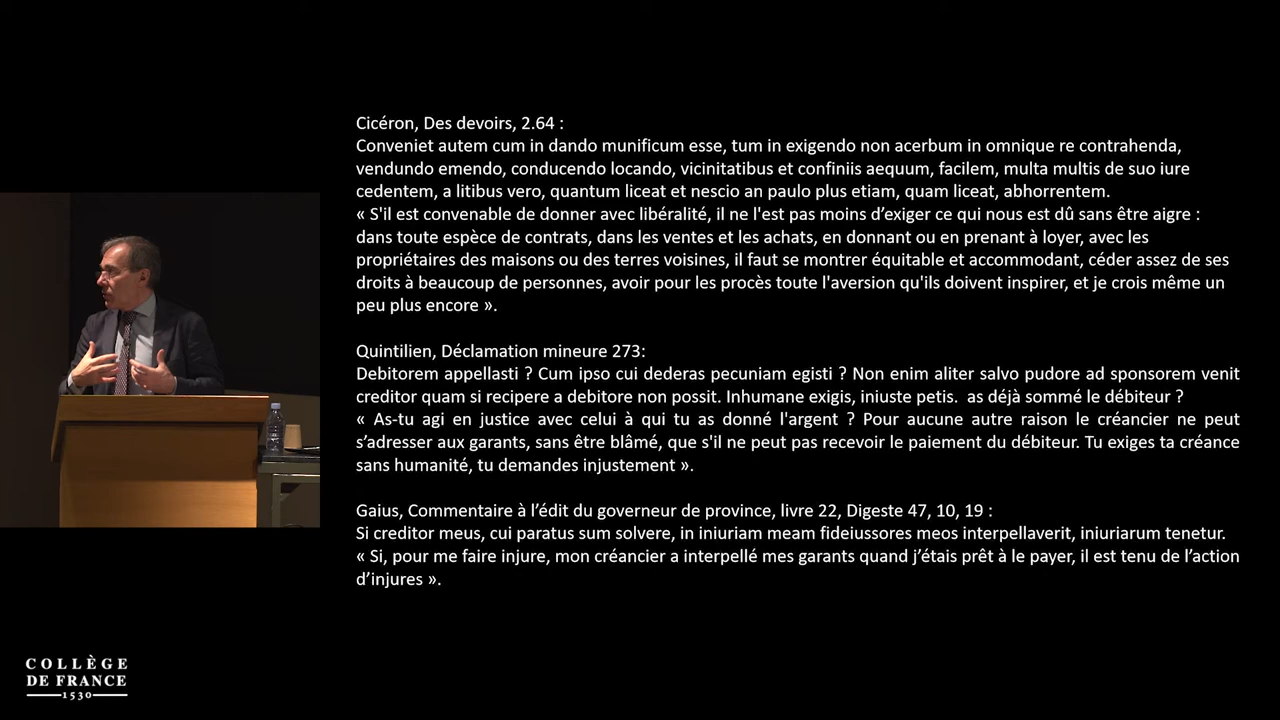 Cicéron, Des devoirs, 2.64 :
Conveniet autem cum in dando munificum esse, tum in exigendo non acerbum in omnique re contrahenda,
vendundo emendo, conducendo locando, vicinitatibus et confiniis aequum, facilem, multa multis de suo iure
cedentem, a litibus vero, quantum liceat et nescio an paulo plus etiam, quam liceat, abhorrentem.
« S'il est convenable de donner avec libéralité, il ne l'est pas moins d’exiger ce qui nous est dû sans être aigre :
dans toute espèce de contrats, dans les ventes et les achats, en donnant ou en prenant à loyer, avec les
propriétaires des maisons ou des terres voisines, il faut se montrer équitable et accommodant, céder assez de ses
droits à beaucoup de personnes, avoir pour les procès toute l'aversion qu'ils doivent inspirer, et je crois même un
peu plus encore ».
Quintilien, Déclamation mineure 273:
Debitorem appellasti ? Cum ipso cui dederas pecuniam egisti ? Non enim aliter salvo pudore ad sponsorem venit
creditor quam si recipere a debitore non possit. Inhumane exigis, iniuste petis. as déjà sommé le débiteur ?
« As-tu agi en justice avec celui à qui tu as donné l'argent ? Pour aucune autre raison le créancier ne peut
s’adresser aux garants, sans être blâmé, que s'il ne peut pas recevoir le paiement du débiteur. Tu exiges ta créance
sans humanité, tu demandes injustement ».
Gaius, Commentaire à l’édit du governeur de province, livre 22, Digeste 47, 10, 19 :
Si creditor meus, cui paratus sum solvere, in iniuriam meam fideiussores meos interpellaverit, iniuriarum tenetur.
« Si, pour me faire injure, mon créancier a interpellé mes garants quand j’étais prêt à le payer, il est tenu de l’action
d’injures ».
COLLÈGE
DE FRANCE
1530